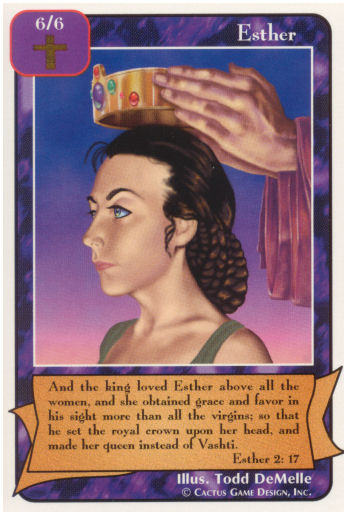 6/6
Esther
And the king loved Esther above all the
women, and she obtained grace and favor in
his sight more than all the virgins; so that
he set the royal crown upon her head, and
made her queen instead of Vashti.
Esther 2: 17
Illus. Todd DeMelle
© Cactus Game Design, Inc.